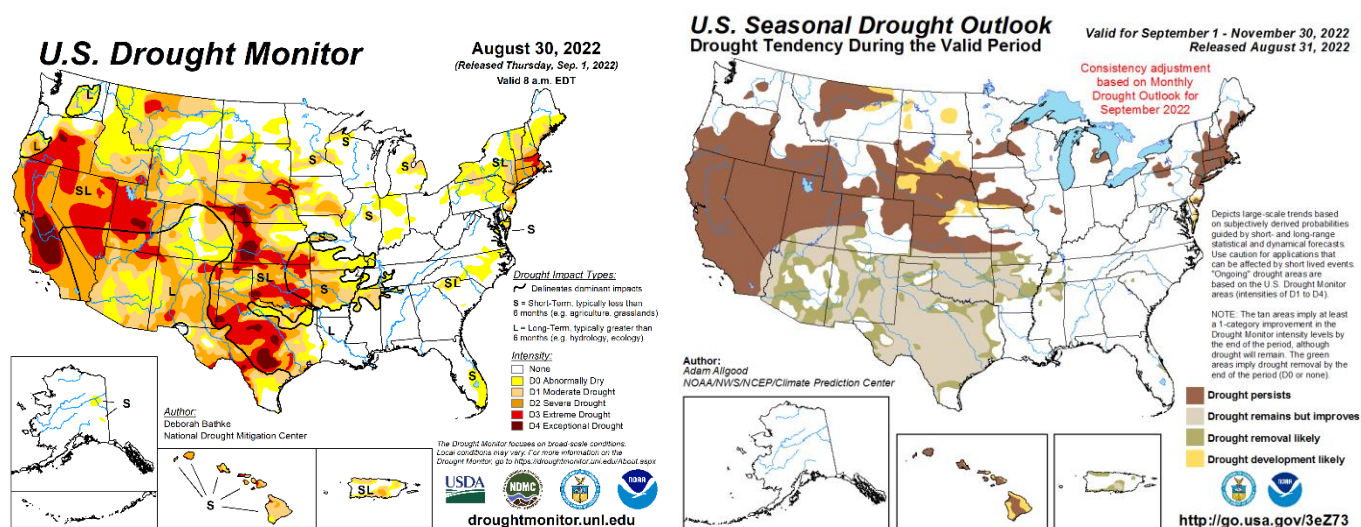 U.S. Drought Monitor
August 30, 2022
(Released Thursday, Sep. 1, 2022)
Valid 8 a.m. EDT
L
L
S
S
S
S
SL
SL
S
S
S
SL
S
SL
L
L
S
Drought Impact Types:
Delineates dominant impacts
S = Short-Term, typically less than
6 months (e.g. agriculture, grasslands)
L = Long-Term, typically greater than
6 months (e.g. hydrology, ecology)
Intensity:
None
D0 Abnormally Dry
D1 Moderate Drought
D2 Severe Drought
D3 Extreme Drought
D4 Exceptional Drought
S
Author:
Deborah Bathke
National Drought Mitigation Center
S
SL
The Drought Monitor focuses on broad-scale conditions.
Local conditions may vary. For more information on the
Drought Monitor, go to https://droughtmonitor.unl.edu/About.aspx
USDA
NDMC
NOAA
droughtmonitor.unl.edu
U.S. Seasonal Drought Outlook
Drought Tendency During the Valid Period
Valid for September 1 - November 30, 2022
Released August 31, 2022
Consistency adjustment
based on Monthly
Drought Outlook for
September 2022
Depicts large-scale trends based
on subjectively derived probabilities
guided by short- and long-range
statistical and dynamical forecasts.
Use caution for applications that
can be affected by short lived events.
"Ongoing" drought areas are
based on the U.S. Drought Monitor
areas (intensities of D1 to D4).
NOTE: The tan areas imply at least
a 1-category improvement in the
Drought Monitor intensity levels by
the end of the period, although
drought will remain. The green
areas imply drought removal by the
end of the period (D0 or none).
Author:
Adam Allgood
NOAA/NWS/NCEP/Climate Prediction Center
Drought persists
Drought remains but improves
Drought removal likely
Drought development likely
NOAA
http://go.usa.gov/3eZ73